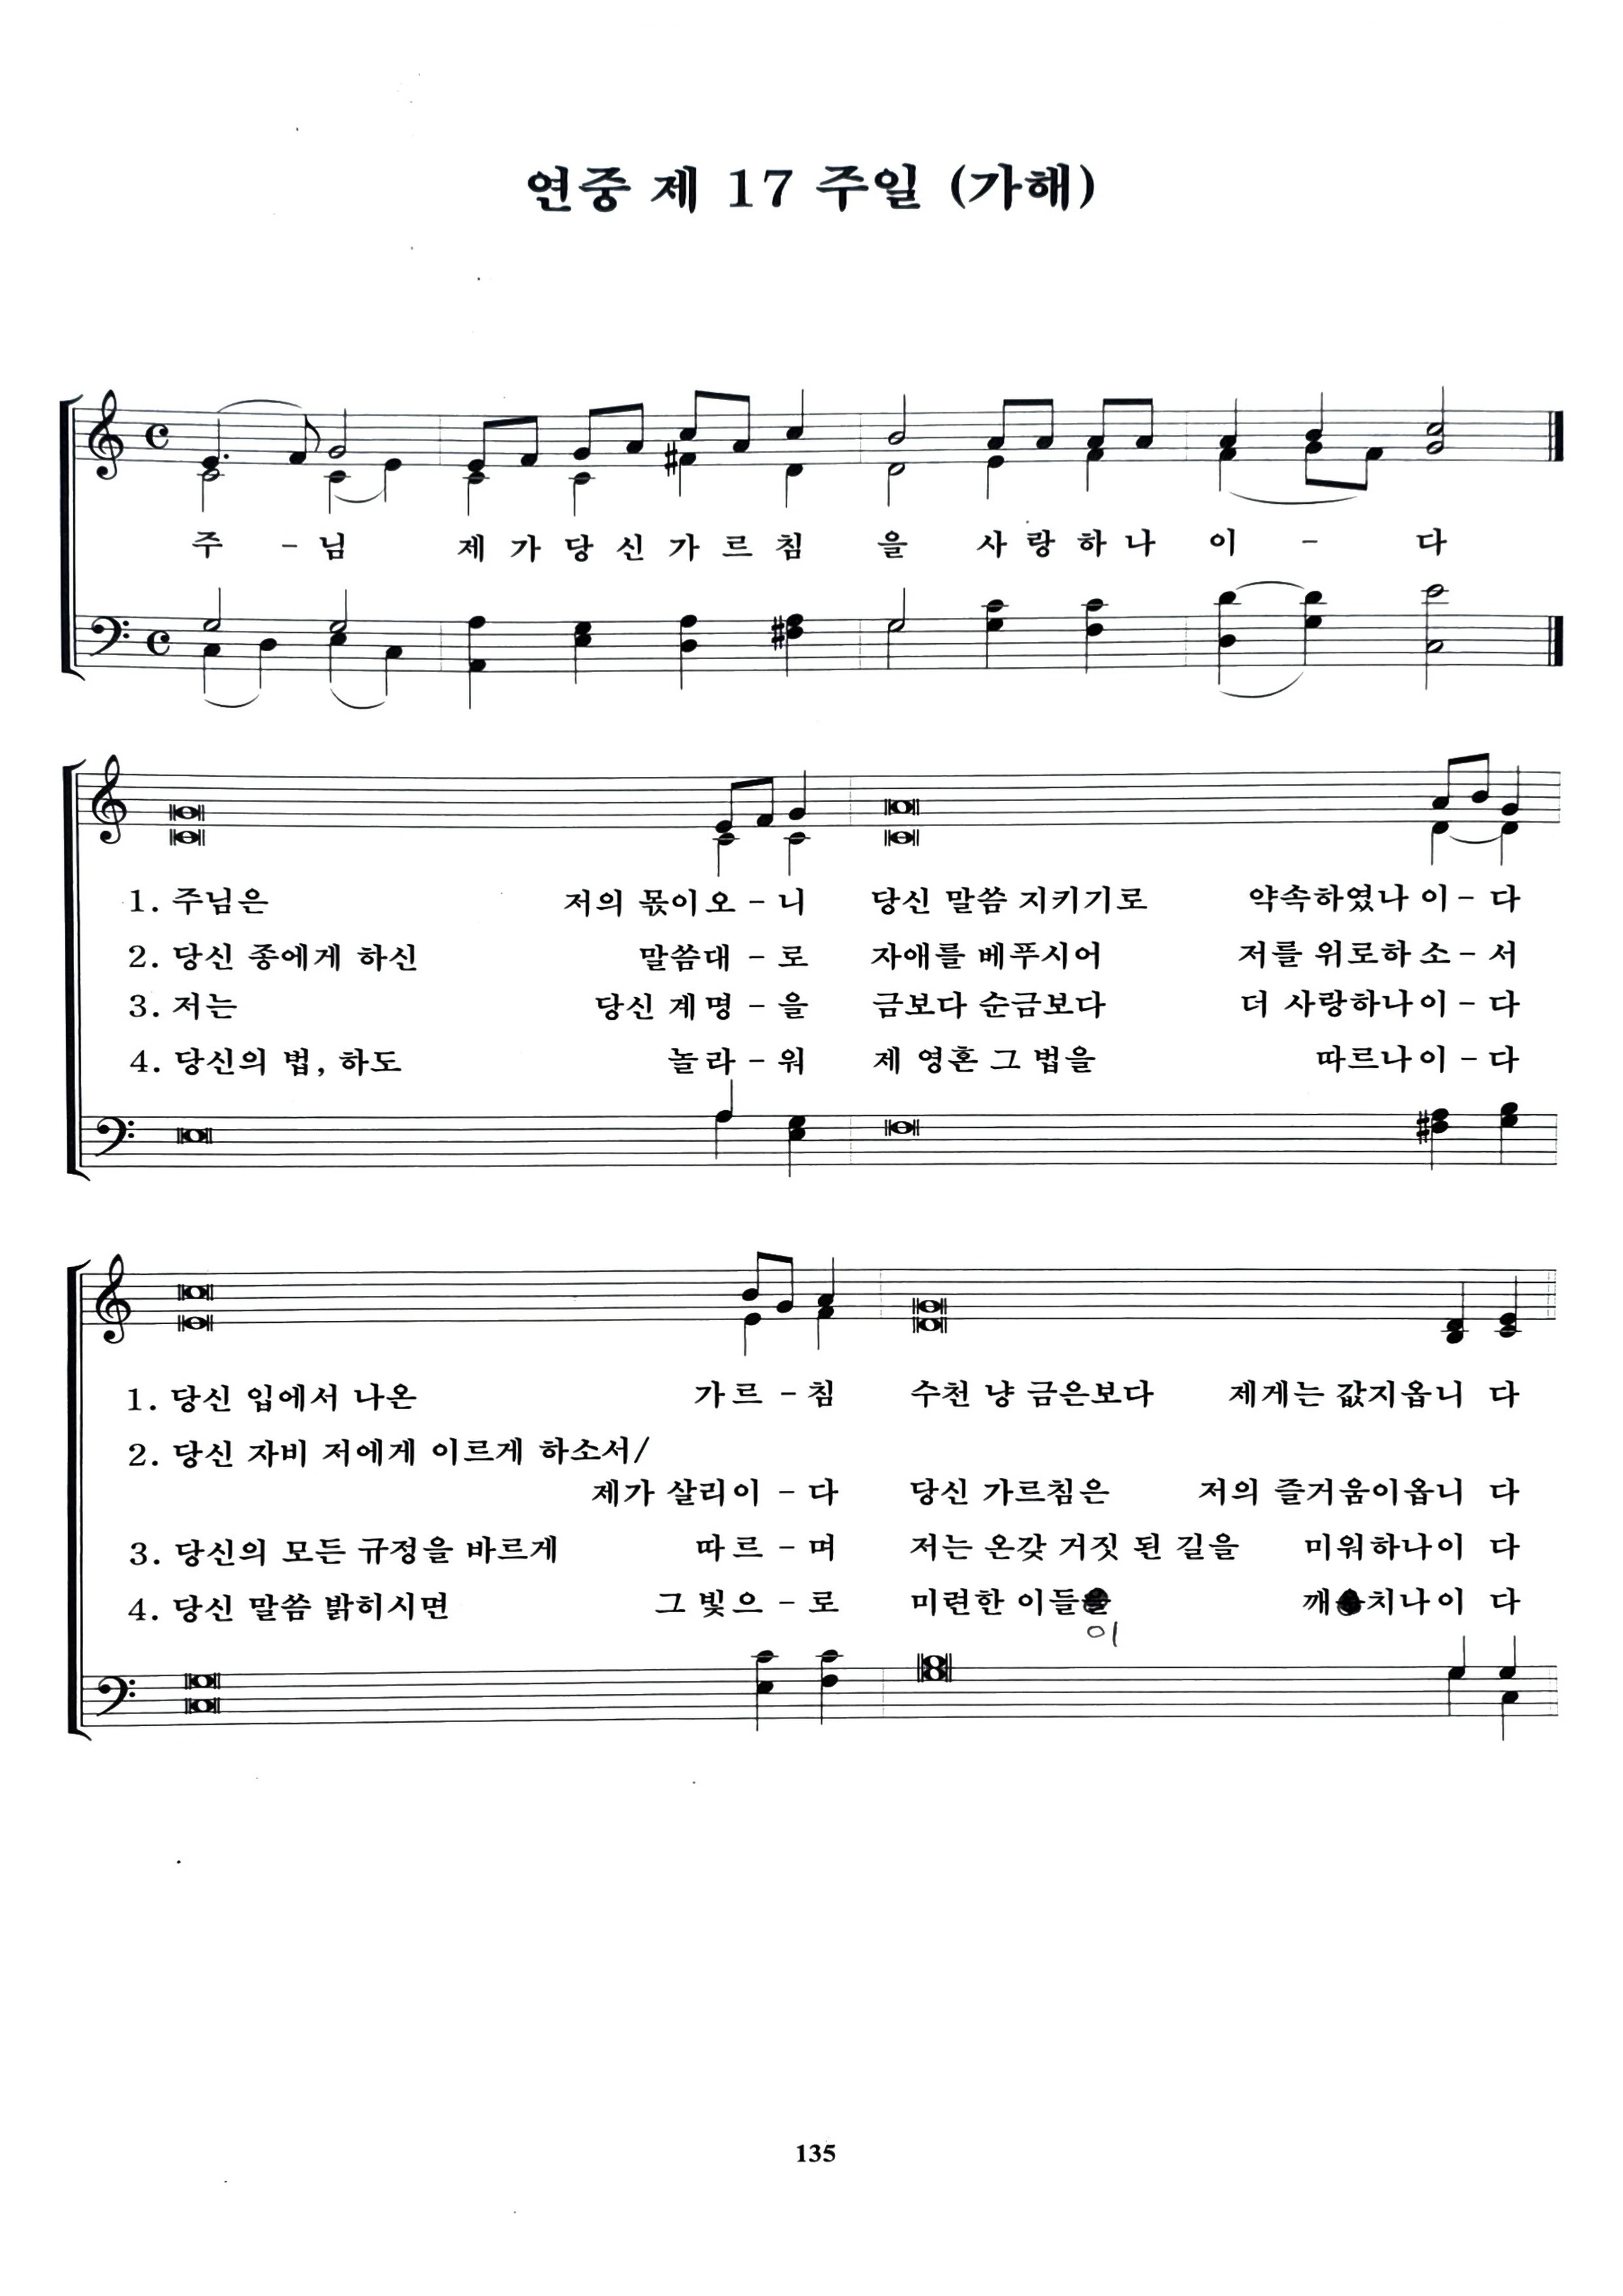 연중 제 17 주일 (가해)
주 - 님 제 가 당 신 가 르 침 을 사 랑 하 나 이 - 다
1. 주님은 저의 몫이오 - 니 당신 말씀 지키기로 약속하였나 이 - 다
2. 당신 종에게 하신 말씀대 - 로 자애를 베푸시어 저를 위로하 소 - 서
3. 저는 당신 계명 - 을 금보다 순금보다 더 사랑하나이 - 다
4. 당신의 법, 하도 놀라 - 워 제 영혼 그 법을 따르나이 - 다
1. 당신 입에서 나온 가르 - 침 수천 냥 금은보다 제게는 값지옵니 다
2. 당신 자비 저에게 이르게 하소서/
제가 살리이 - 다 당신 가르침은 저의 즐거움이옵니 다
3. 당신의 모든 규정을 바르게 따르 - 며 저는 온갖 거짓 된 길을 미워하나이 다
4. 당신 말씀 밝히시면 그 빛으 - 로 미련한 이들 깨치나이 다
이
135